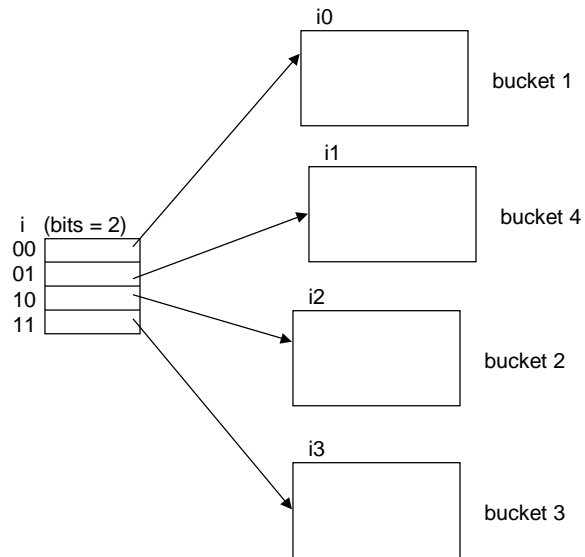 i0
bucket 1
i1
bucket 4
i (bits = 2)
00
01
10
11
i2
bucket 2
i3
bucket 3